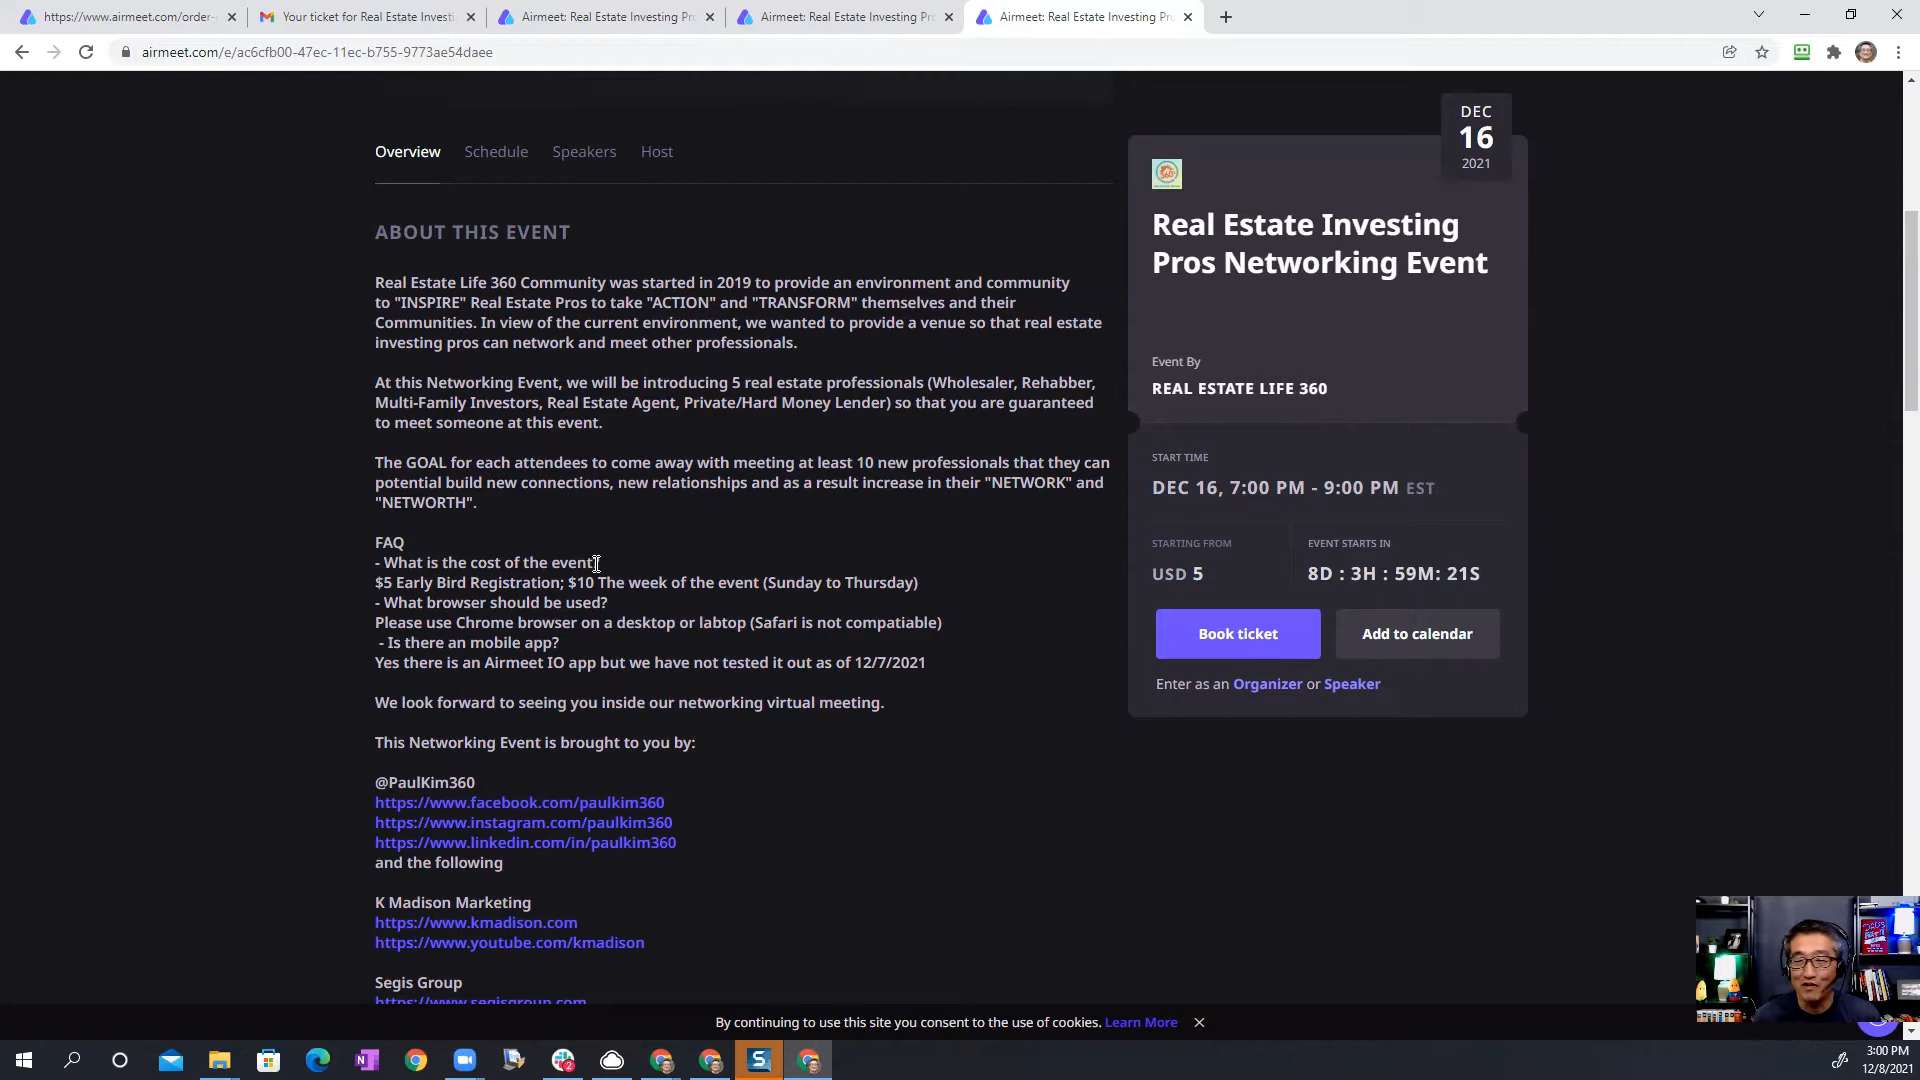 https://www.airmeet.com/order-
Your ticket for Real Estate Investi
Airmeet: Real Estate Investing Pr
Airmeet: Real Estate Investing Pr
Airmeet: Real Estate Investing Pr
airmeet.com/e/ac6cfb00-47ec-11ec-b755-9773ae54daee
Overview
Schedule
Speakers
Host
ABOUT THIS EVENT
Real Estate Life 360 Community was started in 2019 to provide an environment and community
to "INSPIRE" Real Estate Pros to take "ACTION" and "TRANSFORM" themselves and their
Communities. In view of the current environment, we wanted to provide a venue so that real estate
investing pros can network and meet other professionals.
At this Networking Event, we will be introducing 5 real estate professionals (Wholesaler, Rehabber,
Multi-Family Investors, Real Estate Agent, Private/Hard Money Lender) so that you are guaranteed
to meet someone at this event.
The GOAL for each attendees to come away with meeting at least 10 new professionals that they can
potential build new connections, new relationships and as a result increase in their "NETWORK" and
"NETWORTH".
FAQ
- What is the cost of the event
$5 Early Bird Registration; $10 The week of the event (Sunday to Thursday)
- What browser should be used?
Please use Chrome browser on a desktop or labtop (Safari is not compatiable)
- Is there an mobile app?
Yes there is an Airmeet IO app but we have not tested it out as of 12/7/2021
We look forward to seeing you inside our networking virtual meeting.
This Networking Event is brought to you by:
@PaulKim360
https://www.facebook.com/paulkim360
https://www.instagram.com/paulkim360
https://www.linkedin.com/in/paulkim360
and the following
K Madison Marketing
https://www.kmadison.com
https://www.youtube.com/kmadison
Segis Group
https://www.segisgroup.com
DEC
16
2021
360
Real Estate Investing
Pros Networking Event
Event By
REAL ESTATE LIFE 360
START TIME
DEC 16, 7:00 PM - 9:00 PM EST
STARTING FROM
USD 5
EVENT STARTS IN
8D : 3H : 59M: 21S
Book ticket
Add to calendar
Enter as an Organizer or Speaker
By continuing to use this site you consent to the use of cookies. Learn More
3:00 PM
12/8/2021